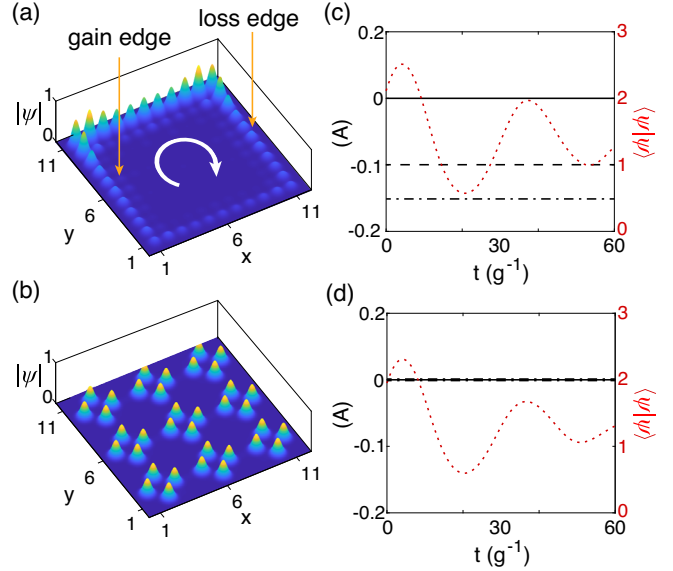 (a)
loss edge
gain edge
1
|ψ|
0
11
6
y
1
1
6
x
11
(b)
1
|ψ|
0
11
6
y
1
1
6
x
11
(c)
0.2
0
-0.1
-0.2
⟨A⟩
0
30
60
t (g⁻¹)
3
2
1
0
⟨ψ|ψ⟩
(d)
0.2
0
-0.1
-0.2
⟨A⟩
0
30
60
t (g⁻¹)
3
2
1
0
⟨ψ|ψ⟩